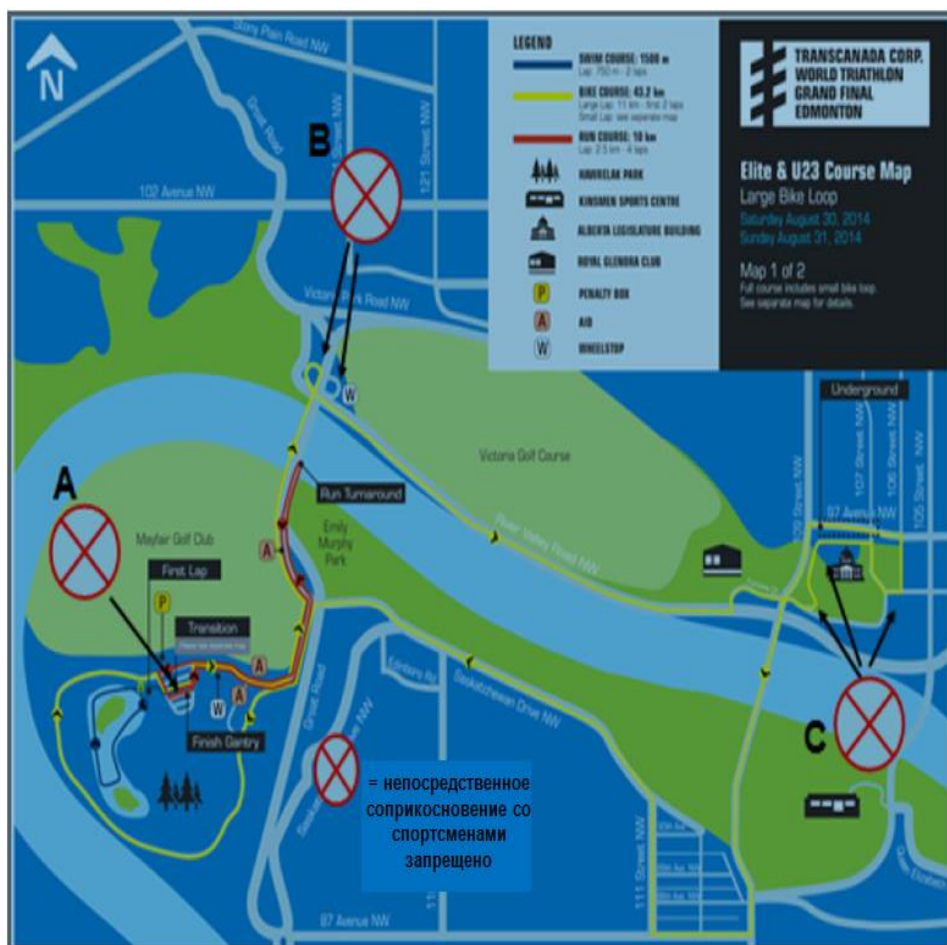 N
Stony Plain Road NW
Groat Road
121 Street NW
102 Avenue NW
B
Victoria Park Road NW
LEGEND
SWIM COURSE: 1500 m
Lap: 750 m - 2 laps
BIKE COURSE: 43.2 km
Large Lap: 11 km - first 2 laps
Small Lap: see separate map
RUN COURSE: 10 km
Lap: 2.5 km - 4 laps
HAWRELAK PARK
KINSMEN SPORTS CENTRE
ALBERTA LEGISLATURE BUILDING
ROYAL GLENORA CLUB
P PENALTY BOX
A AID
W WHEELSTOP
TRANSCANADA CORP.
WORLD TRIATHLON
GRAND FINAL
EDMONTON
Elite & U23 Course Map
Large Bike Loop
Saturday August 30, 2014
Sunday August 31, 2014
Map 1 of 2
Full course includes small bike loop.
See separate map for details.
W
Underground
Victoria Golf Course
109 Street NW
107 Street NW
106 Street NW
105 Street NW
97 Avenue NW
River Valley Road NW
Run Turnaround
A
Mayfair Golf Club
A
Emily
Murphy
Park
First Lap
P
Transition
A
A
W
Finish Gantry
Groat Road
Edinboro Rd
Saskatchewan Drive NW
C
= непосредственное
соприкосновение со
спортсменами
запрещено
111 Street NW
87 Avenue NW